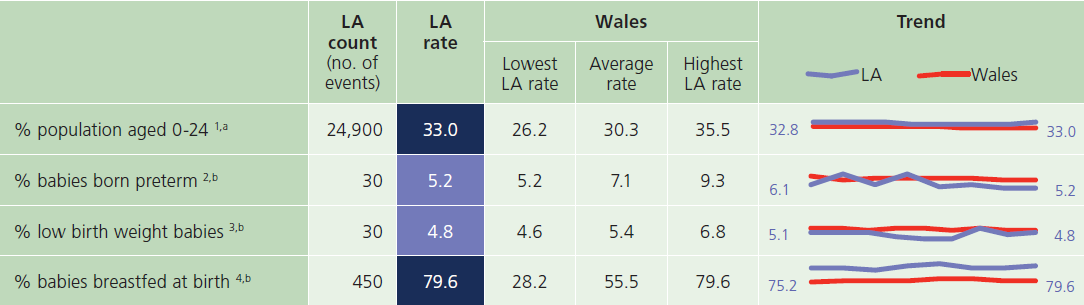 LA count (no. of events) LA rate Wales Trend
Lowest LA rate Average rate Highest LA rate LA Wales
% population aged 0-24 1,a 24,900 33.0 26.2 30.3 35.5 32.8 33.0
% babies born preterm 2,b 30 5.2 5.2 7.1 9.3 6.1 5.2
% low birth weight babies 3,b 30 4.8 4.6 5.4 6.8 5.1 4.8
% babies breastfed at birth 4,b 450 79.6 28.2 55.5 79.6 75.2 79.6